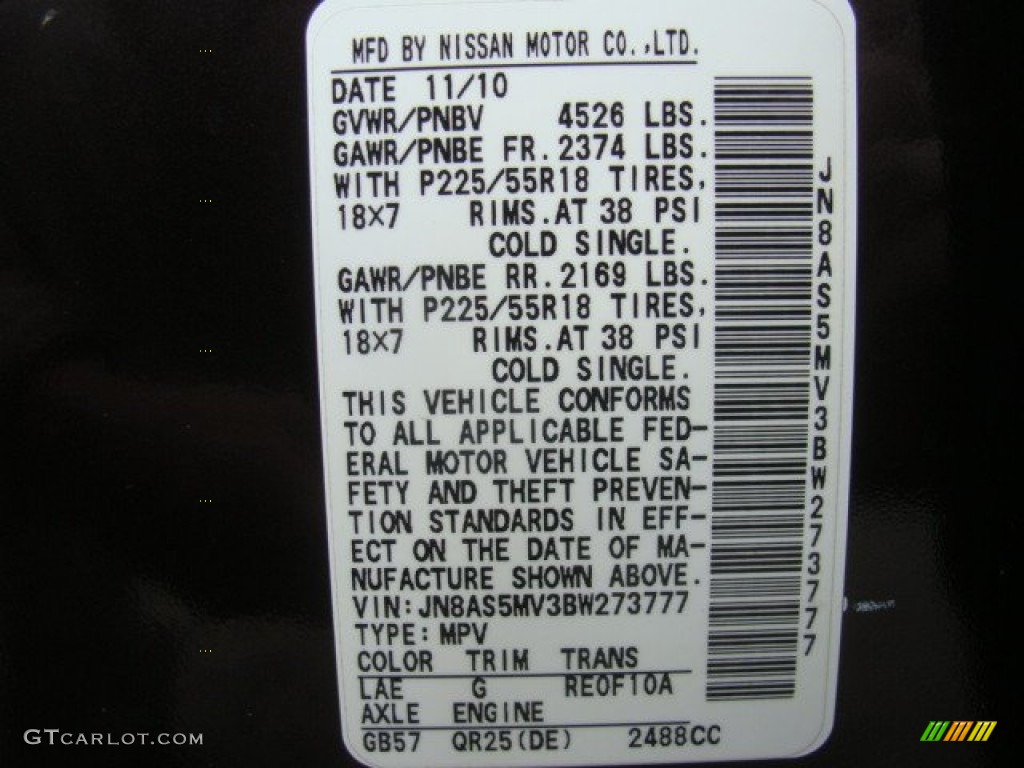 MFD BY NISSAN MOTOR CO.,LTD.
DATE 11/10
GVWR/PNBV 4526 LBS.
GAWR/PNBE FR.2374 LBS.
WITH P225/55R18 TIRES,
18X7 RIMS.AT 38 PSI
COLD SINGLE.
GAWR/PNBE RR.2169 LBS.
WITH P225/55R18 TIRES,
18X7 RIMS.AT 38 PSI
COLD SINGLE.
THIS VEHICLE CONFORMS
TO ALL APPLICABLE FED-
ERAL MOTOR VEHICLE SA-
FETY AND THEFT PREVEN-
TION STANDARDS IN EFF-
ECT ON THE DATE OF MA-
NUFACTURE SHOWN ABOVE.
VIN:JN8AS5MV3BW273777
TYPE:MPV
COLOR TRIM TRANS
LAE G RE0F10A
AXLE ENGINE
GB57 QR25(DE) 2488CC
JN8AS5MV3BW273777
GTcarlot.com